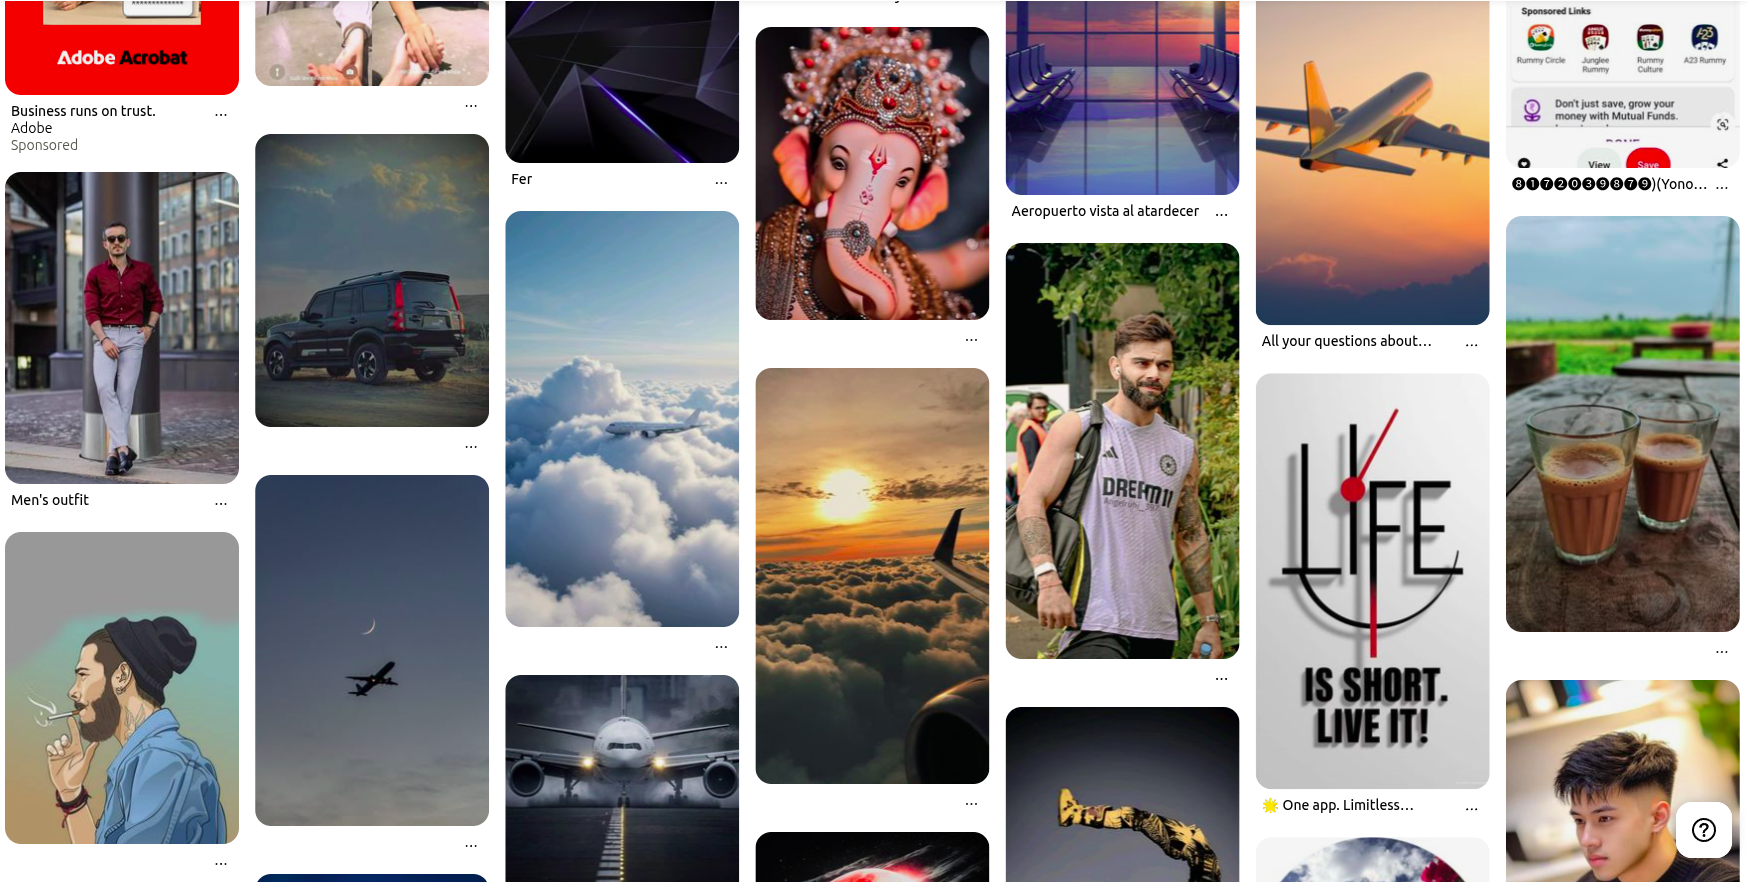 Adobe Acrobat
Business runs on trust.
...
Adobe
Sponsored
...
Men's outfit
...
...
...
...
Fer
...
...
...
...
Aeropuerto vista al atardecer
...
DREAM11
...
All your questions about...
...
LIFE
IS SHORT.
LIVE IT!
One app. Limitless...
...
Sponsored Links
Rummy Circle
Junglee
Rummy
Rummy
Culture
A23 Rummy
Don't just save, grow your
money with Mutual Funds.
View
Save
❽❶❼❷⓿❸❾❽❼❾)(Yono...
...
...